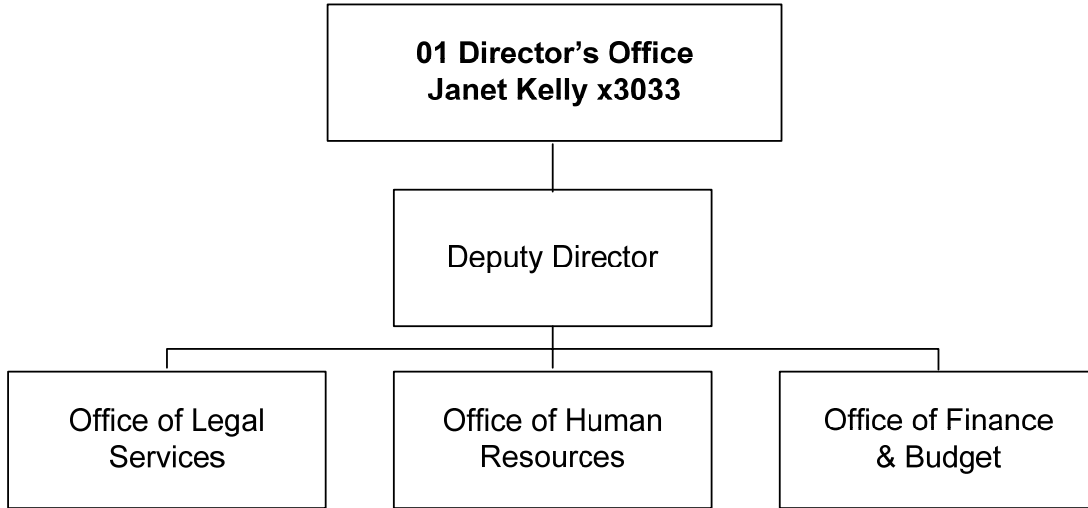 01 Director’s Office
Janet Kelly x3033
Deputy Director
Office of Legal
Services
Office of Human
Resources
Office of Finance
& Budget